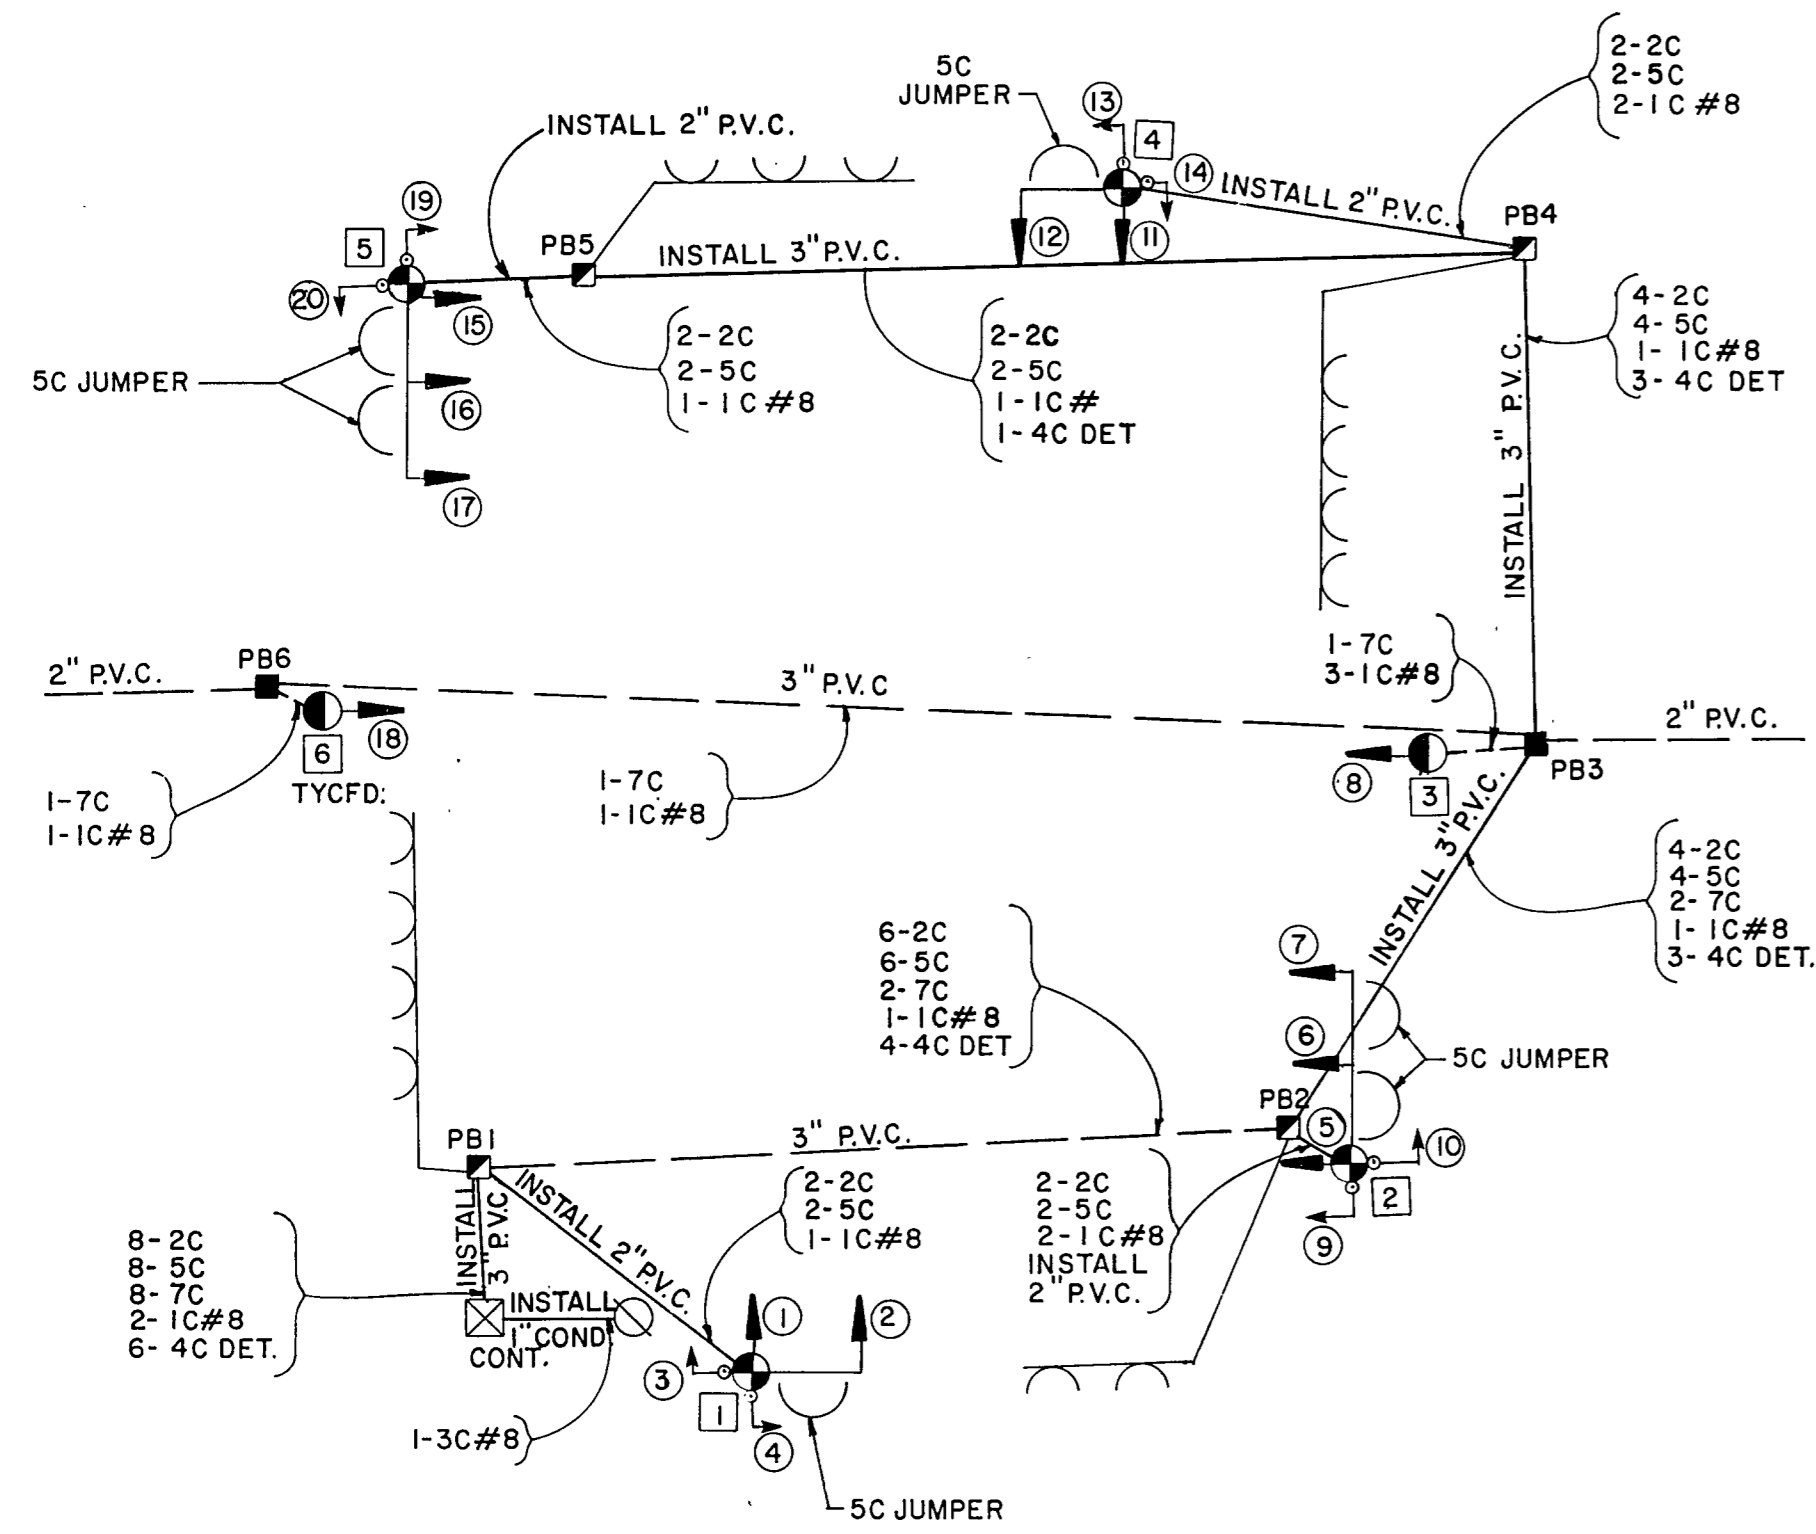 5C
JUMPER
13
4
14
2-2C
2-5C
2-1C #8
INSTALL 2" P.V.C.
INSTALL 2" P.V.C.
PB4
19
5
PB5
INSTALL 3" P.V.C.
12
11
20
15
5C JUMPER
16
17
2-2C
2-5C
1-1C #8
2-2C
2-5C
1-1C#
1-4C DET
4-2C
4-5C
1-1C#8
3-4C DET
INSTALL 3" P.V.C.
1-7C
3-1C#8
2" P.V.C.
PB6
3" P.V.C
2" P.V.C.
18
6
TYCFD:
8
3
PB3
1-7C
1-1C#8
1-7C
1-1C#8
INSTALL 3" P.V.C.
4-2C
4-5C
2-7C
1-1C#8
3-4C DET.
6-2C
6-5C
2-7C
1-1C#8
4-4C DET
7
6
5C JUMPER
PB2
5
10
2
9
PB1
3" P.V.C.
INSTALL
3" P.V.C
INSTALL 2" P.V.C.
2-2C
2-5C
1-1C#8
2-2C
2-5C
2-1C#8
INSTALL
2" P.V.C.
8-2C
8-5C
8-7C
2-1C#8
6-4C DET.
INSTALL
1" COND
CONT.
1
2
3
1
4
1-3C#8
5C JUMPER